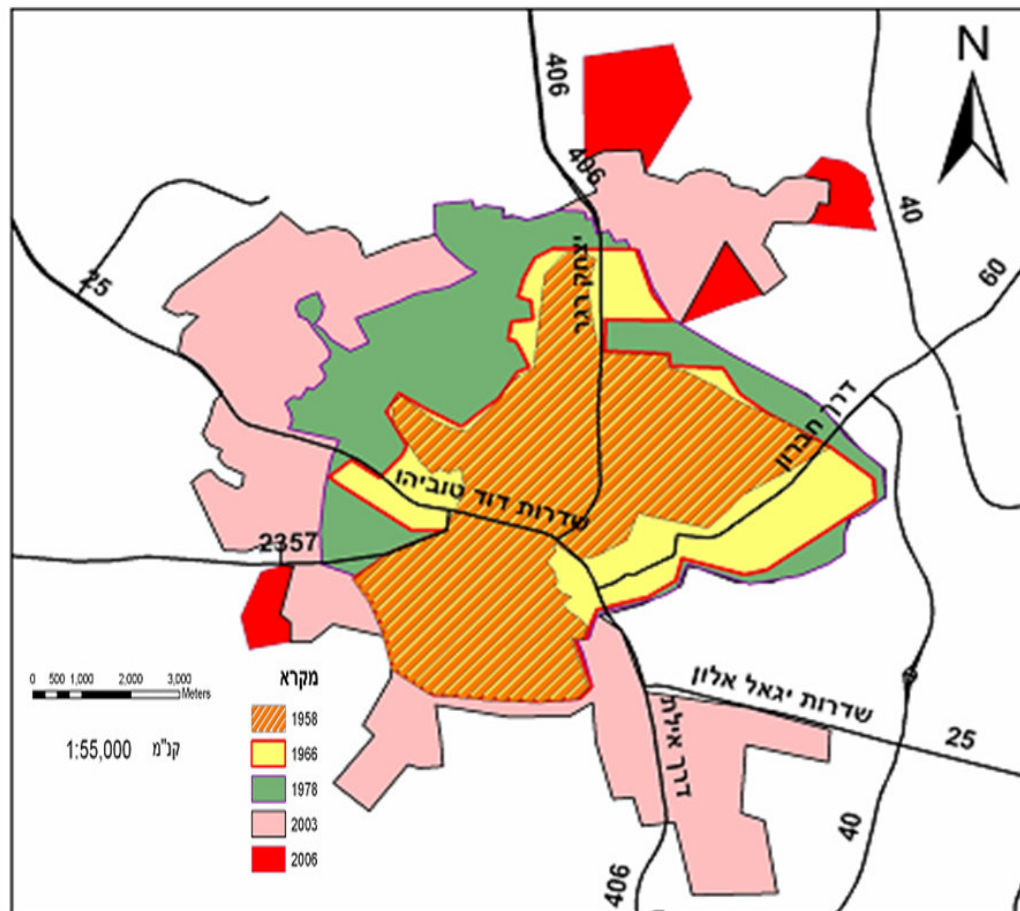 N
406
406
40
60
25
יצחק רגר
דרך חברון
שדרות דוד טוביהו
2357
0 500 1,000 2,000 3,000
Meters
1:55,000 קנ"מ
מקרא
1958
1966
1978
2003
2006
שדרות יגאל אלון
25
דרך אילת
40
406